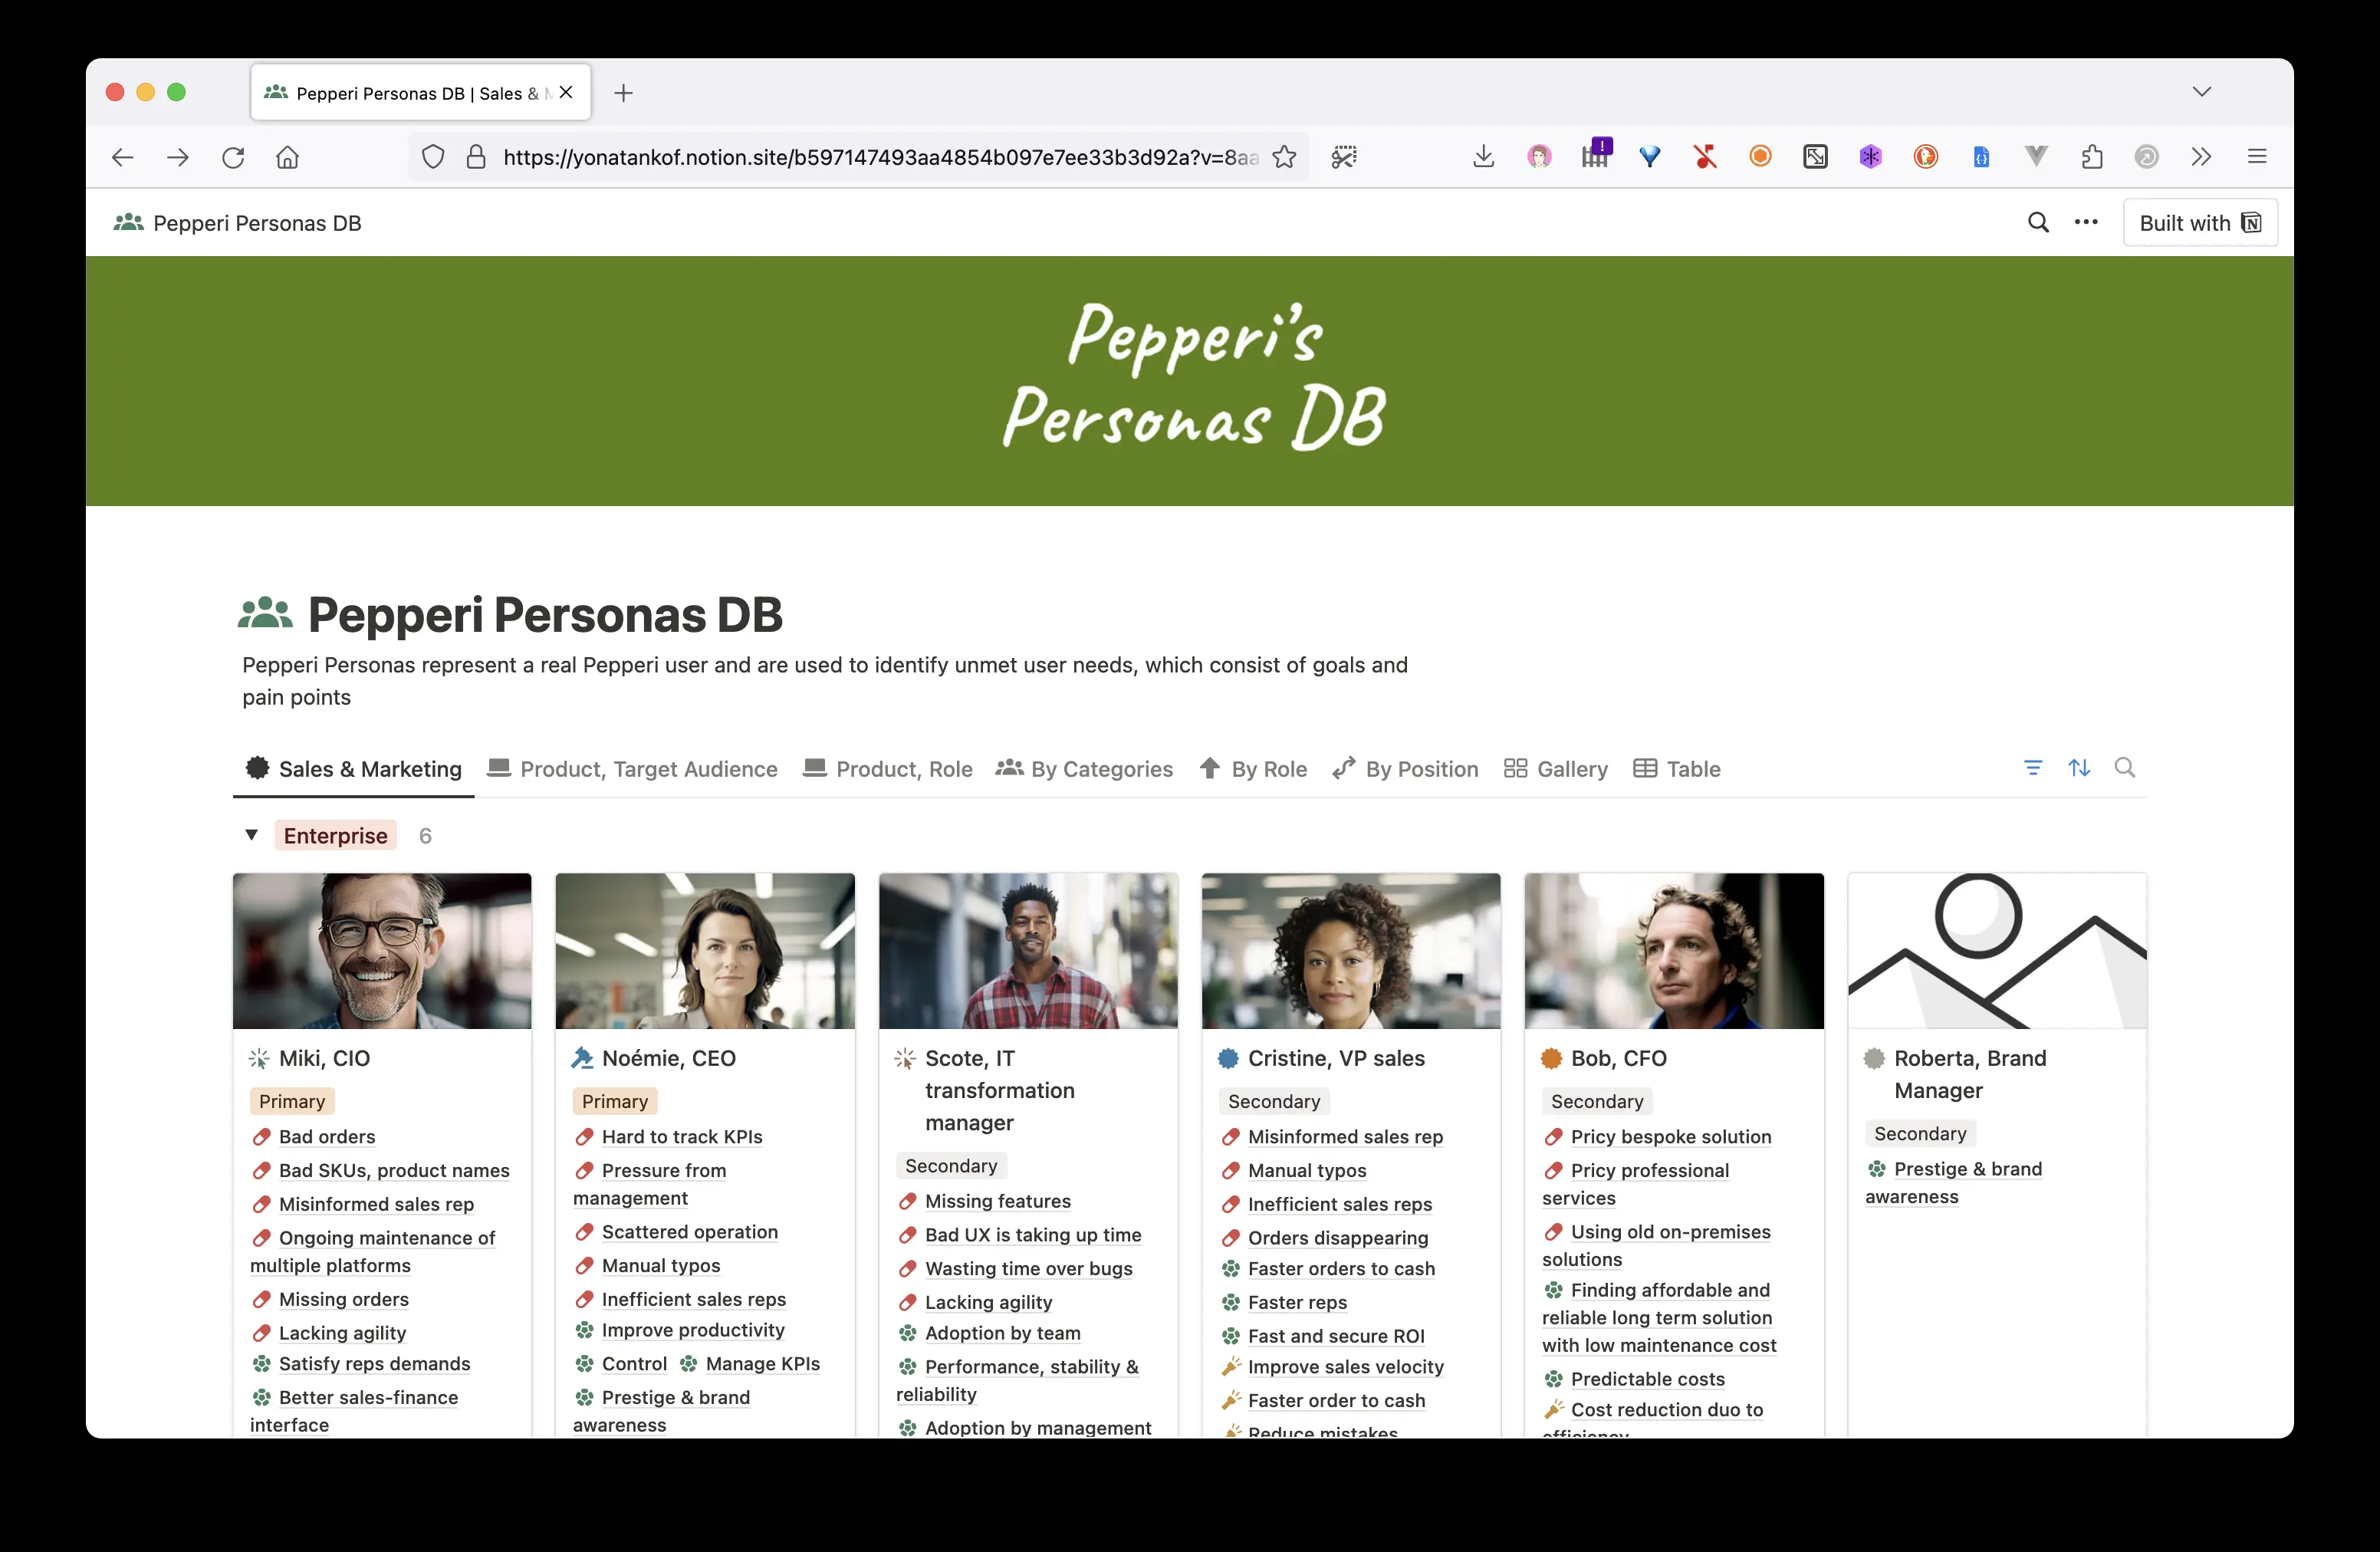 Pepperi Personas DB | Sales &
https://yonatankof.notion.site/b597147493aa4854b097e7ee33b3d92a?v=8aa
Pepperi Personas DB
Built with
Pepperi's
Personas DB
Pepperi Personas DB
Pepperi Personas represent a real Pepperi user and are used to identify unmet user needs, which consist of goals and
pain points
Sales & Marketing Product, Target Audience Product, Role By Categories By Role By Position Gallery Table
Enterprise 6
Miki, CIO
Primary
Bad orders
Bad SKUs, product names
Misinformed sales rep
Ongoing maintenance of
multiple platforms
Missing orders
Lacking agility
Satisfy reps demands
Better sales-finance
interface
Noémie, CEO
Primary
Hard to track KPIs
Pressure from
management
Scattered operation
Manual typos
Inefficient sales reps
Improve productivity
Control Manage KPIs
Prestige & brand
awareness
Scote, IT
transformation
manager
Secondary
Missing features
Bad UX is taking up time
Wasting time over bugs
Lacking agility
Adoption by team
Performance, stability &
reliability
Adoption by management
Cristine, VP sales
Secondary
Misinformed sales rep
Manual typos
Inefficient sales reps
Orders disappearing
Faster orders to cash
Faster reps
Fast and secure ROI
Improve sales velocity
Faster order to cash
Reduce mistakes
Bob, CFO
Secondary
Pricy bespoke solution
Pricy professional
services
Using old on-premises
solutions
Finding affordable and
reliable long term solution
with low maintenance cost
Predictable costs
Cost reduction duo to
efficiency
Roberta, Brand
Manager
Secondary
Prestige & brand
awareness